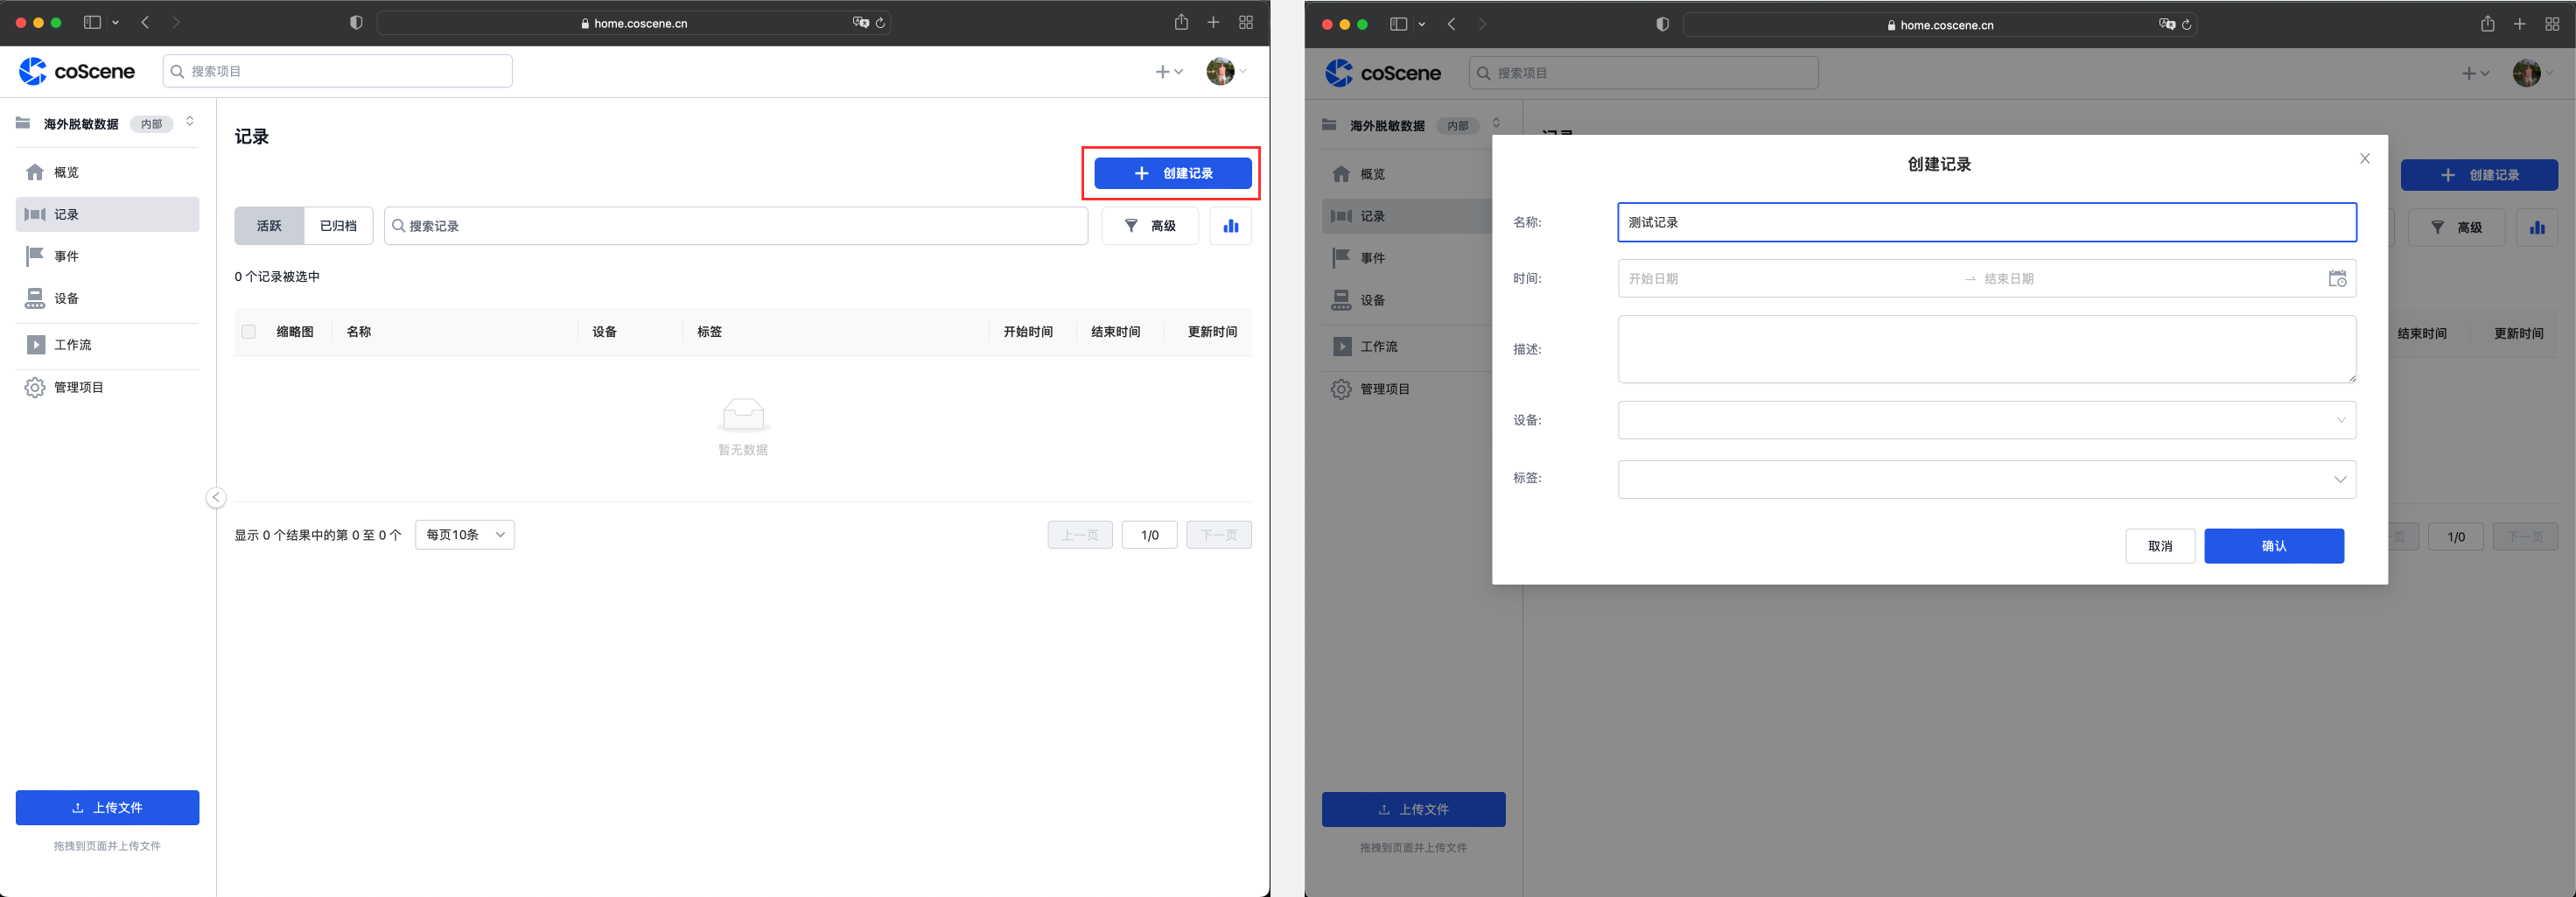 home.coscene.cn
coScene
搜索项目
海外脱敏数据 内部
概览
记录
事件
设备
工作流
管理项目
上传文件
拖拽到页面并上传文件
记录
创建记录
活跃 已归档 搜索记录 高级
0 个记录被选中
缩略图 名称 设备 标签 开始时间 结束时间 更新时间
暂无数据
显示 0 个结果中的第 0 至 0 个 每页10条 上一页 1/0 下一页
home.coscene.cn
coScene
搜索项目
海外脱敏数据 内部
概览
记录
事件
设备
工作流
管理项目
上传文件
拖拽到页面并上传文件
创建记录
高级
结束时间 更新时间
1/0 下一页
创建记录
名称: 测试记录
时间: 开始日期 → 结束日期
描述:
设备:
标签:
取消 确认